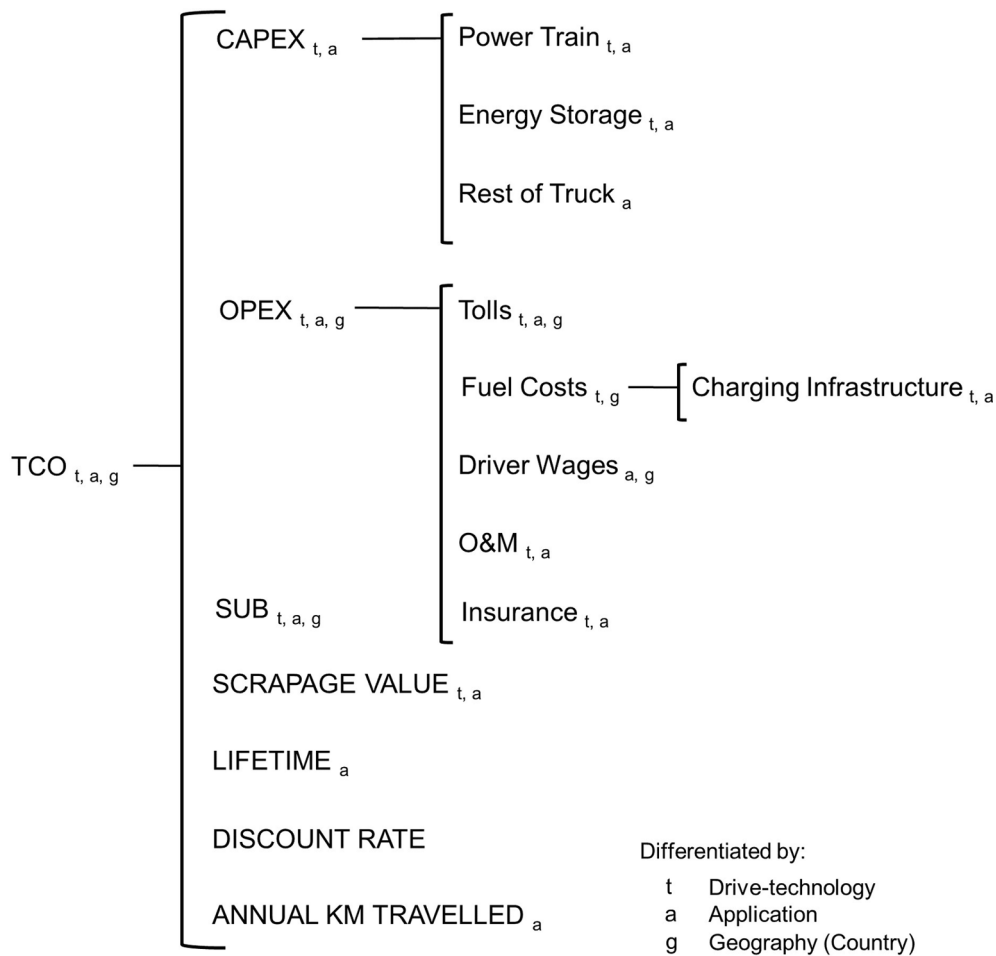 CAPEX t, a
Power Train t, a
Energy Storage t, a
Rest of Truck a
OPEX t, a, g
Tolls t, a, g
Fuel Costs t, g
Charging Infrastructure t, a
TCO t, a, g
Driver Wages a, g
O&M t, a
SUB t, a, g
Insurance t, a
SCRAPAGE VALUE t, a
LIFETIME a
DISCOUNT RATE
ANNUAL KM TRAVELLED a
Differentiated by:
t Drive-technology
a Application
g Geography (Country)